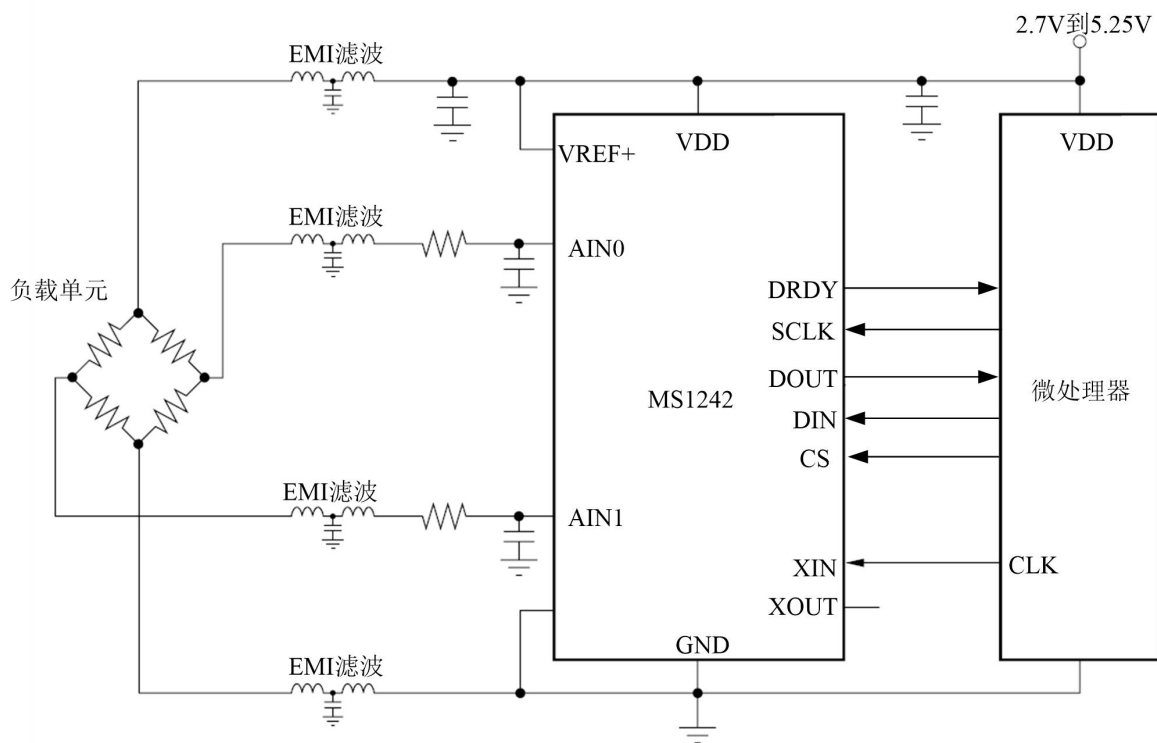 2.7V到5.25V
EMI滤波
VDD
VDD
VREF+
EMI滤波
AIN0
负载单元
DRDY
SCLK
DOUT
MS1242
微处理器
DIN
CS
EMI滤波
AIN1
XIN
CLK
XOUT
GND
EMI滤波